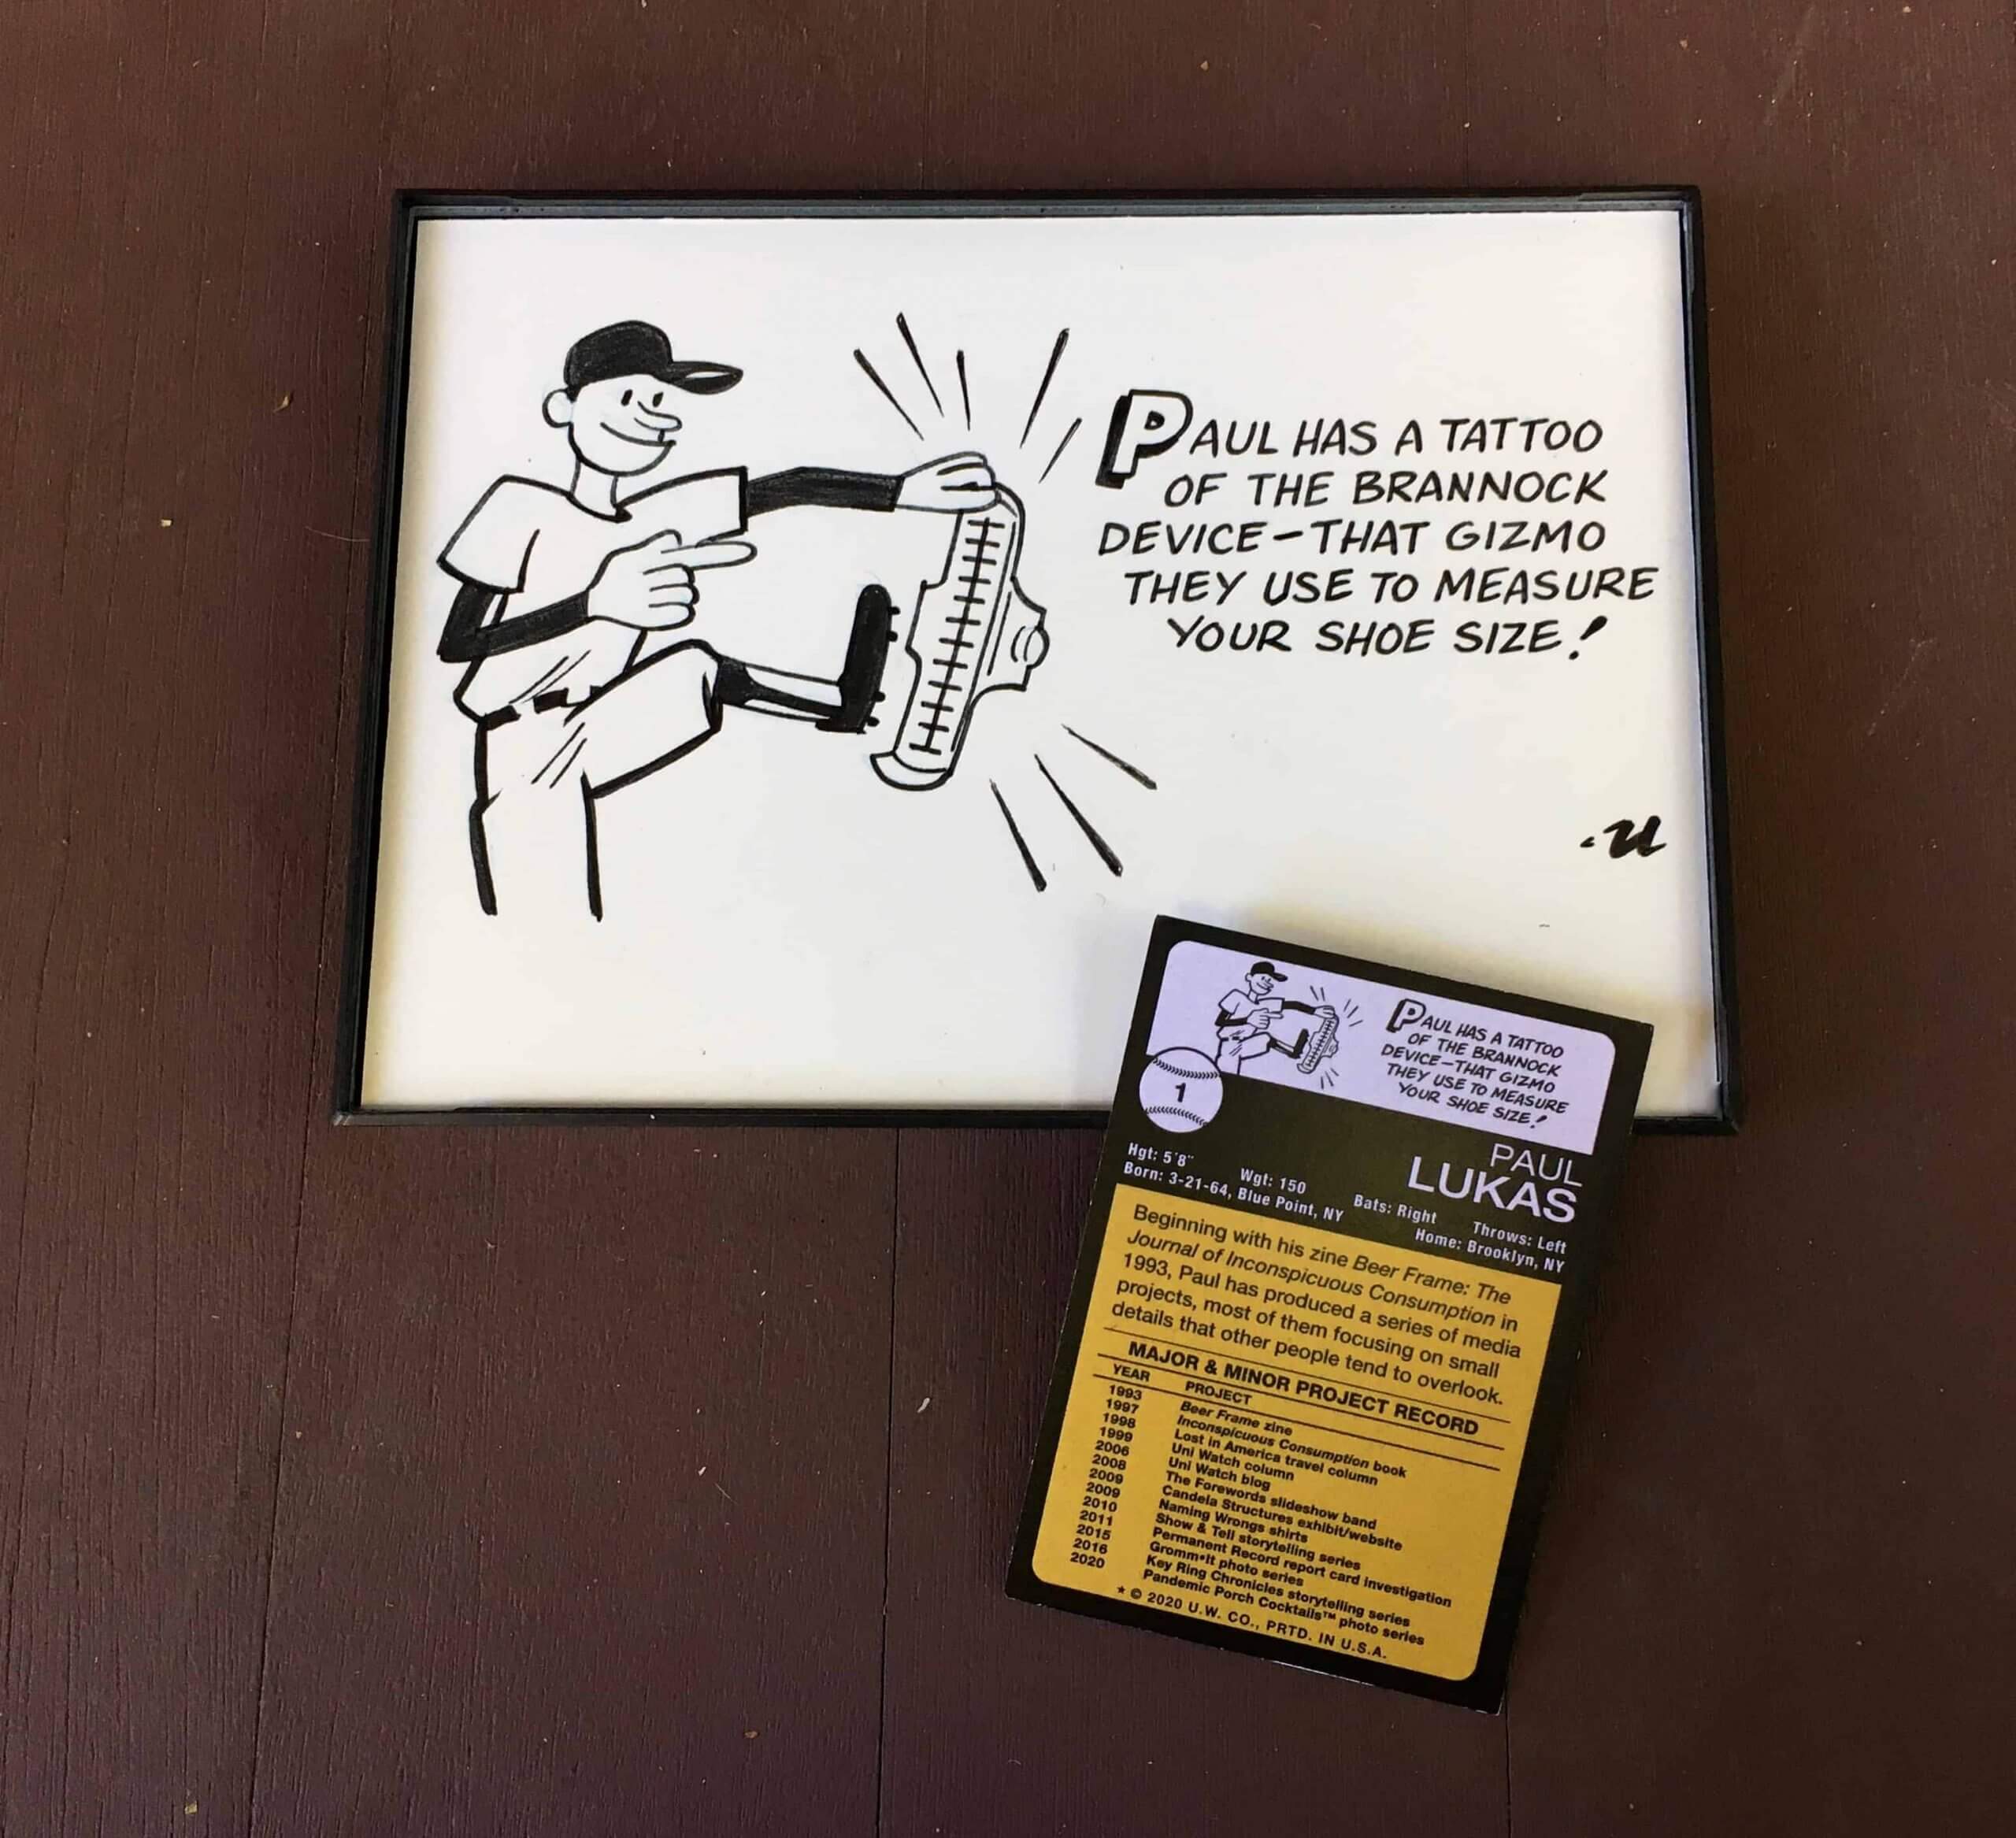 PAUL HAS A TATTOO
OF THE BRANNOCK
DEVICE-THAT GIZMO
THEY USE TO MEASURE
YOUR SHOE SIZE!
PAUL HAS A TATTOO
OF THE BRANNOCK
DEVICE-THAT GIZMO
THEY USE TO MEASURE
YOUR SHOE SIZE!
1
PAUL
LUKAS
Hgt: 5'8" Wgt: 150 Bats: Right Throws: Left
Born: 3-21-64, Blue Point, NY Home: Brooklyn, NY
Beginning with his zine Beer Frame: The
Journal of Inconspicuous Consumption in
1993, Paul has produced a series of media
projects, most of them focusing on small
details that other people tend to overlook.
MAJOR & MINOR PROJECT RECORD
YEAR PROJECT
1993 Beer Frame zine
1997 Inconspicuous Consumption book
1998 Lost in America travel column
1999 Uni Watch column
2006 Uni Watch blog
2008 The Forewords slideshow band
2009 Candela Structures exhibit/website
2009 Naming Wrongs shirts
2010 Show & Tell storytelling series
2011 Permanent Record report card investigation
2015 Gromm•It photo series
2016 Key Ring Chronicles storytelling series
2020 Pandemic Porch Cocktails™ photo series
★ © 2020 U.W. CO., PRTD. IN U.S.A.